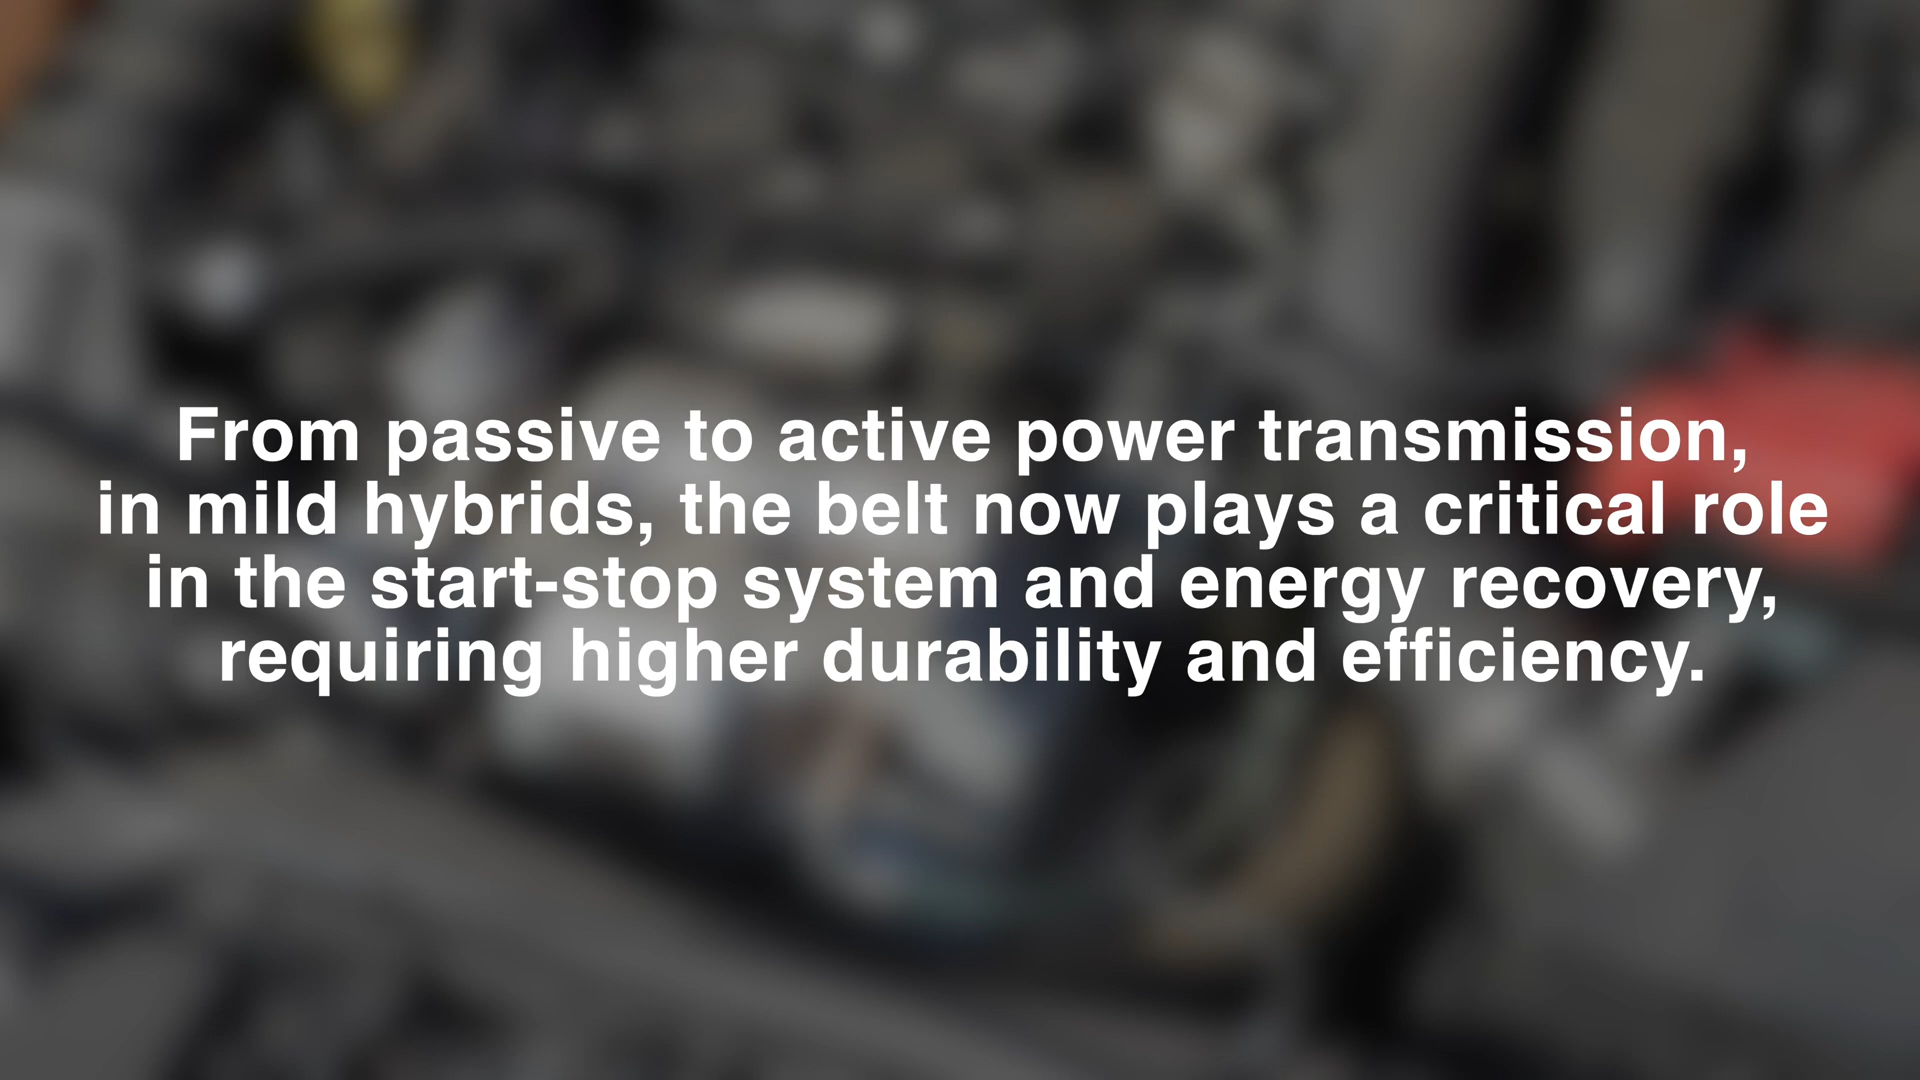 From passive to active power transmission,
in mild hybrids, the belt now plays a critical role
in the start-stop system and energy recovery,
requiring higher durability and efficiency.